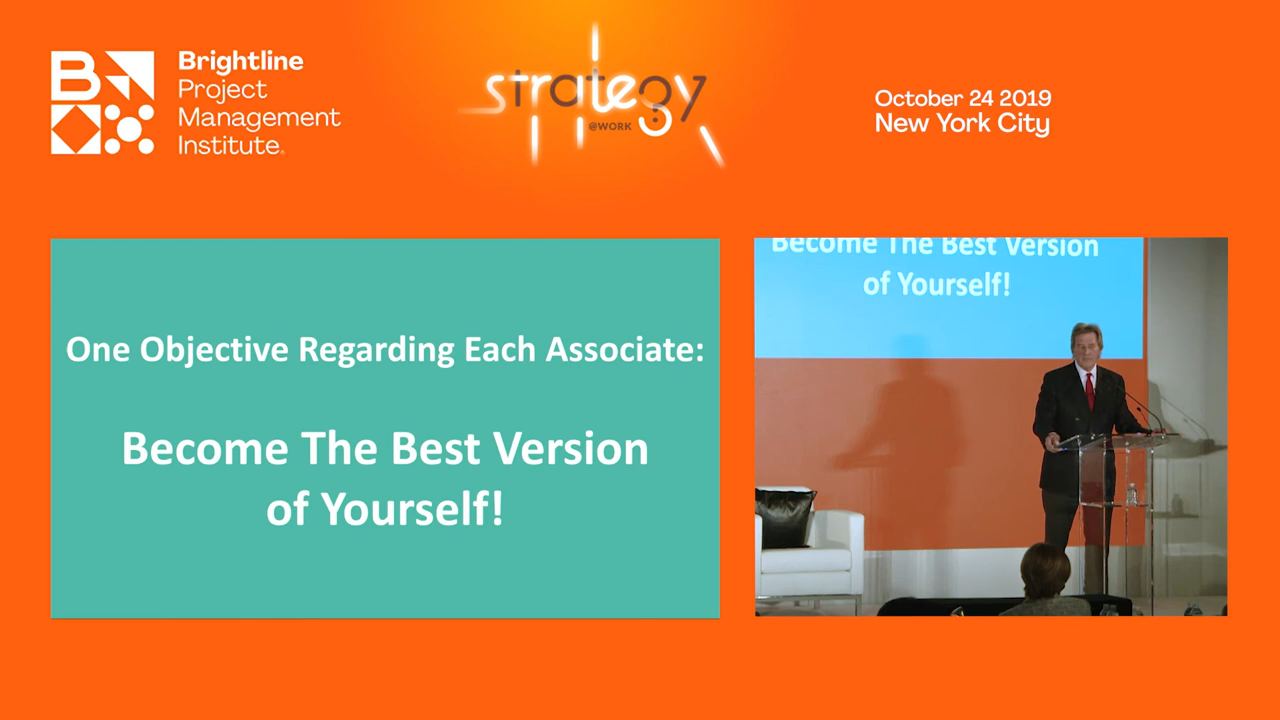 Brightline
Project
Management
Institute.
strategy
@WORK
October 24 2019
New York City
One Objective Regarding Each Associate:
Become The Best Version
of Yourself!
Become The Best Version
of Yourself!